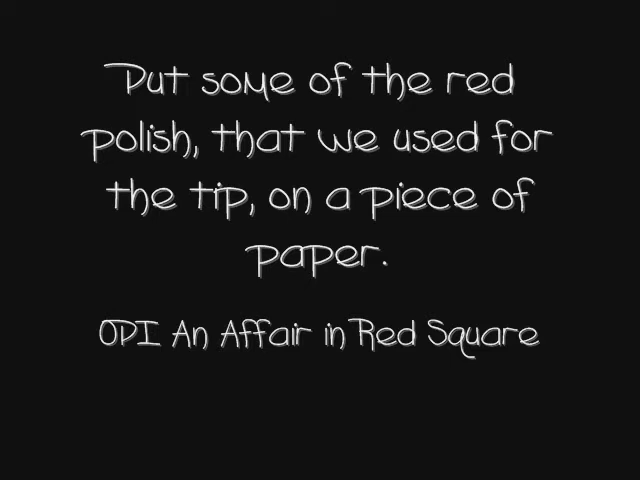 Put some of the red
polish, that we used for
the tip, on a piece of
paper.
OPI An Affair in Red Square